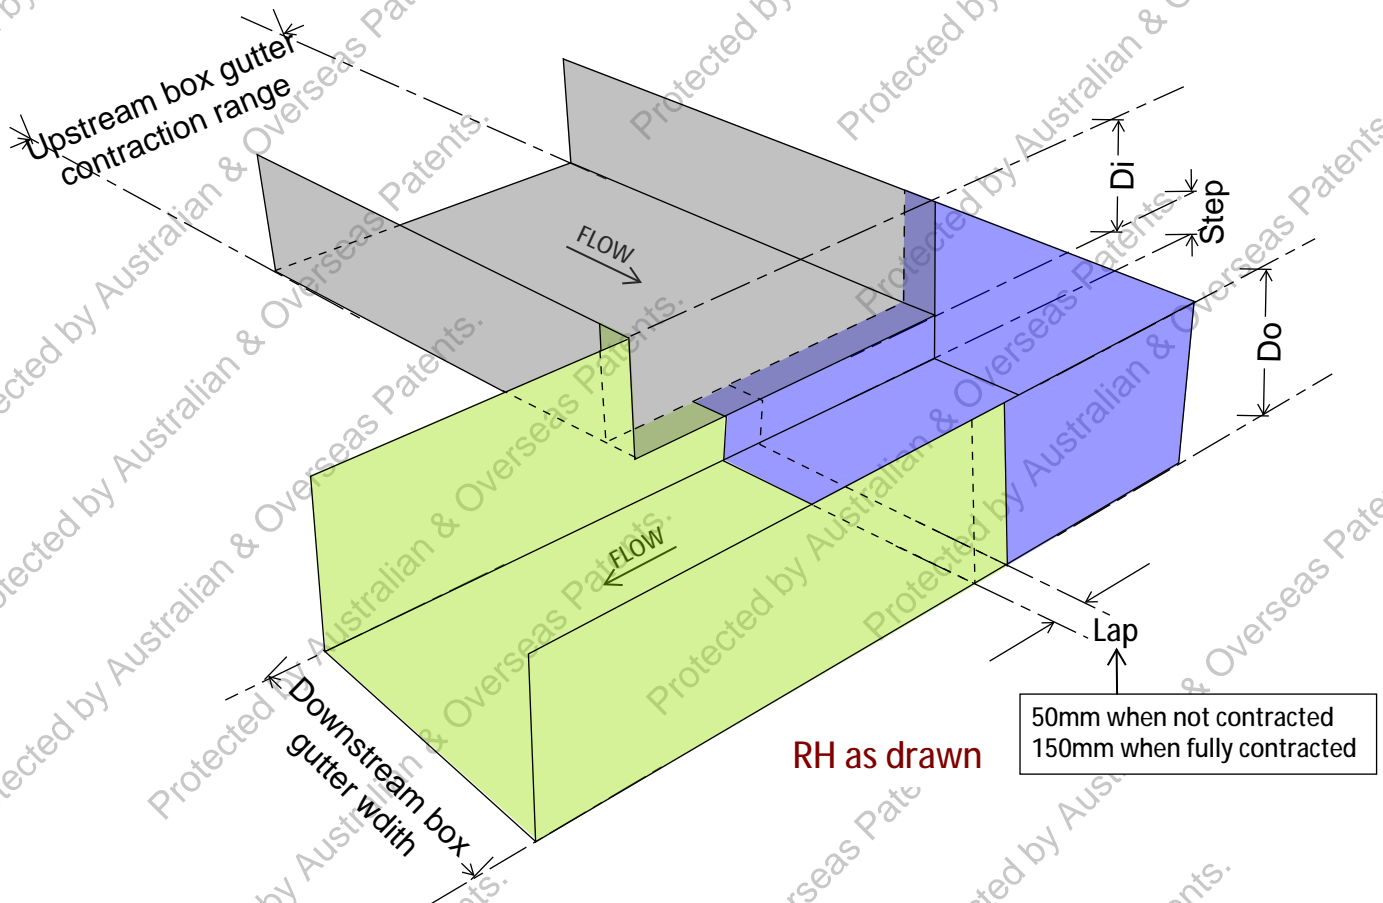 Upstream box gutter
contraction range
FLOW
Di
Step
Do
FLOW
Lap
50mm when not contracted
150mm when fully contracted
RH as drawn
Downstream box
gutter wdith
Protected by Australian & Overseas Patents.